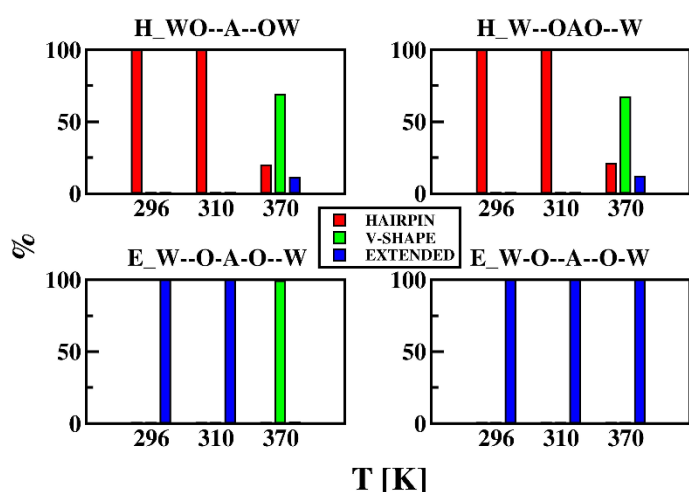 H_WO--A--OW
H_W--OAO--W
100
50
0
296 310 370
100
50
0
296 310 370
HAIRPIN
V-SHAPE
EXTENDED
%
E_W--O-A-O--W
E_W-O--A--O-W
100
50
0
296 310 370
100
50
0
296 310 370
T [K]